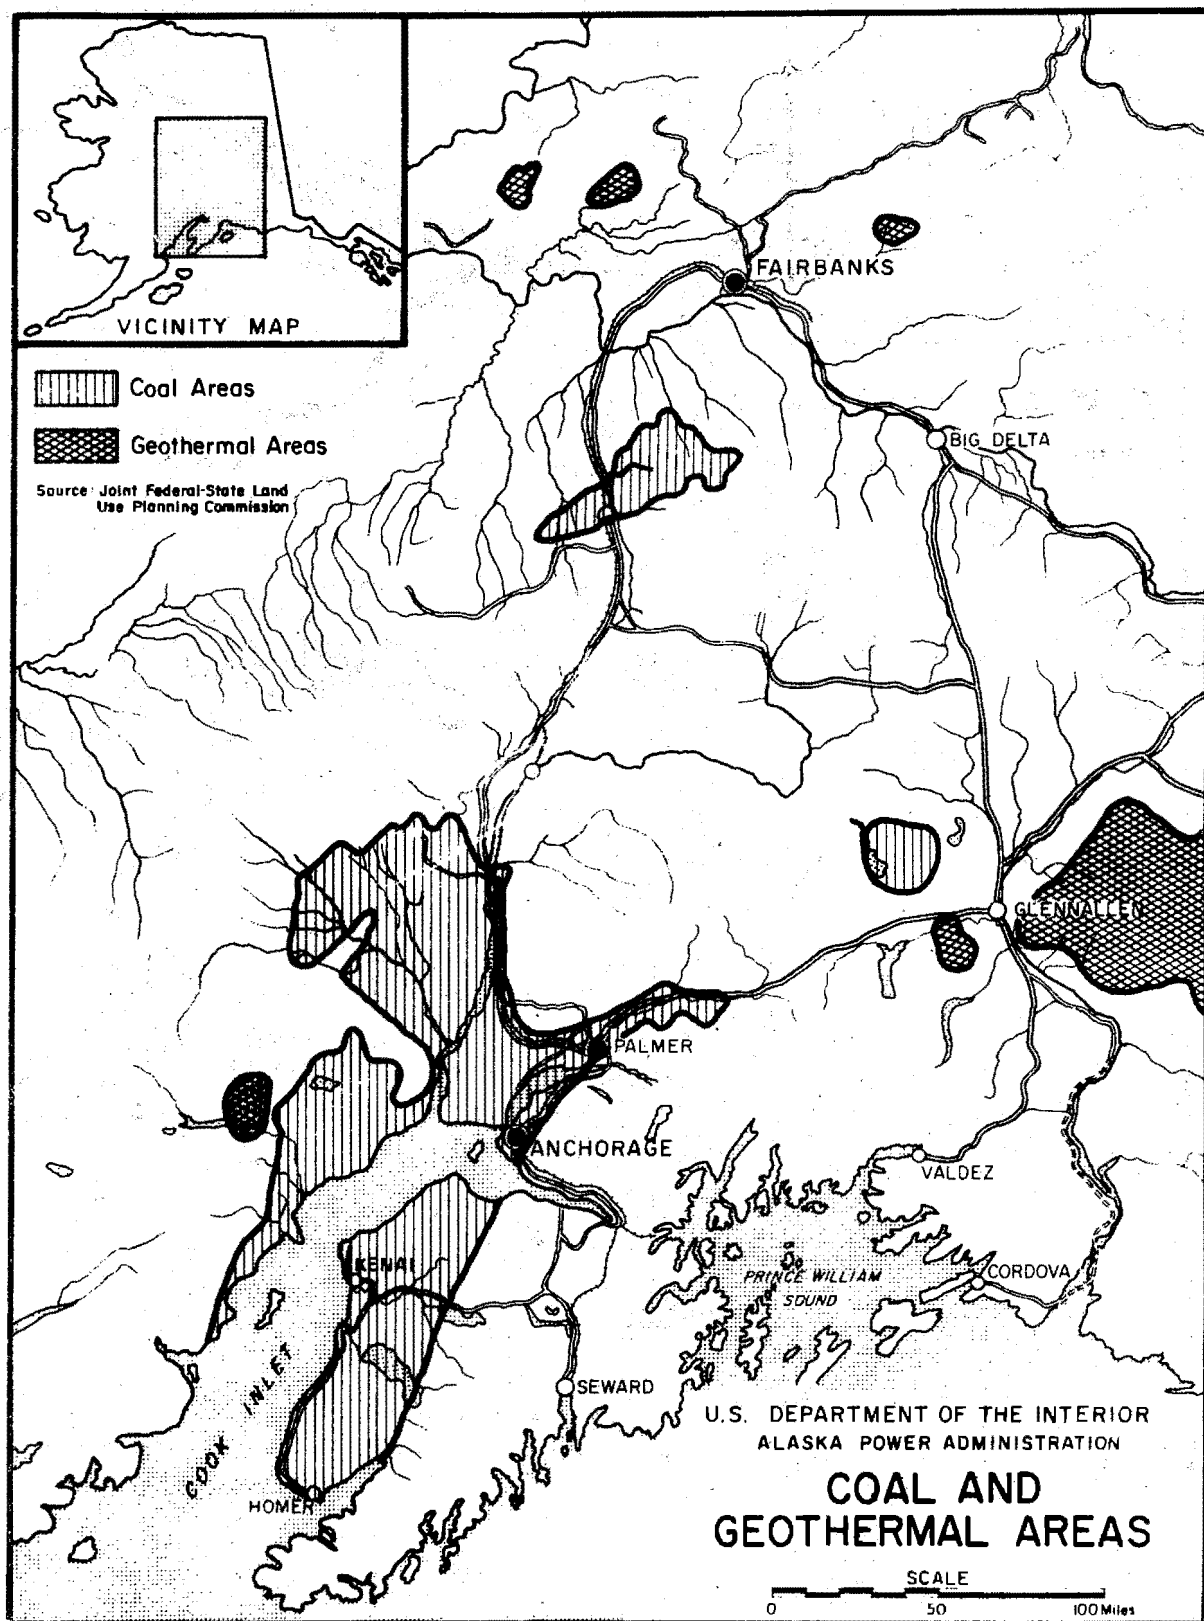 VICINITY MAP
Coal Areas
Geothermal Areas
Source: Joint Federal-State Land
Use Planning Commission
FAIRBANKS
BIG DELTA
GLENNALLEN
PALMER
ANCHORAGE
VALDEZ
KENAI
CORDOVA
PRINCE WILLIAM
SOUND
COOK INLET
SEWARD
HOMER
U.S. DEPARTMENT OF THE INTERIOR
ALASKA POWER ADMINISTRATION
COAL AND
GEOTHERMAL AREAS
SCALE
0 50 100 Miles